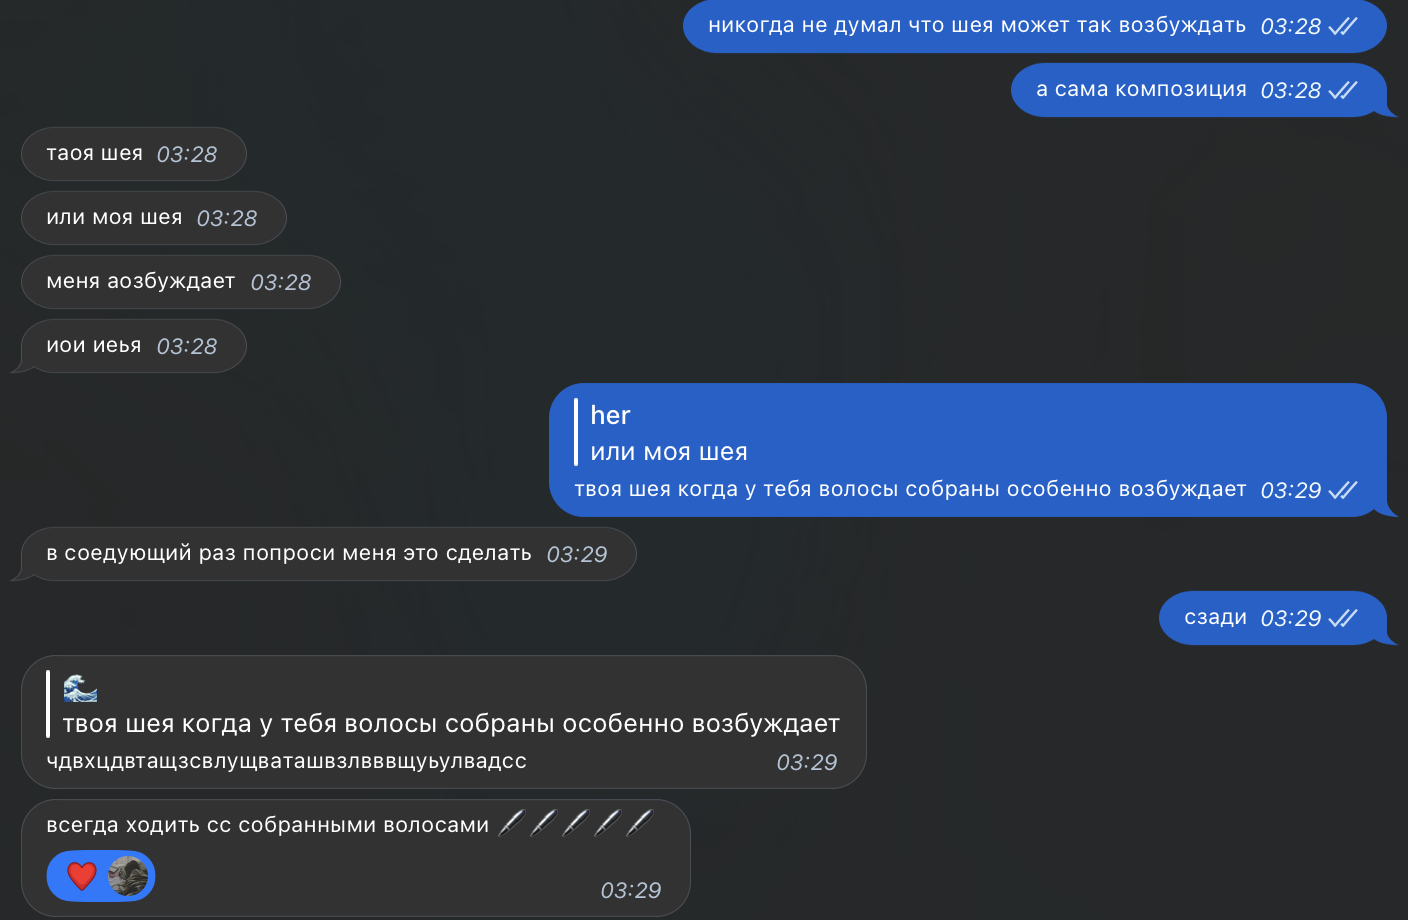 никогда не думал что шея может так возбуждать 03:28
а сама композиция 03:28
таоя шея 03:28
или моя шея 03:28
меня аозбуждает 03:28
иои иеья 03:28
her
или моя шея
твоя шея когда у тебя волосы собраны особенно возбуждает 03:29
в соедующий раз попроси меня это сделать 03:29
сзади 03:29
🌊
твоя шея когда у тебя волосы собраны особенно возбуждает
чдвхцдвтащзсвлущваташвзлвввщуьулвадсс 03:29
всегда ходить сс собранными волосами 🖋🖋🖋🖋🖋
❤️ 03:29